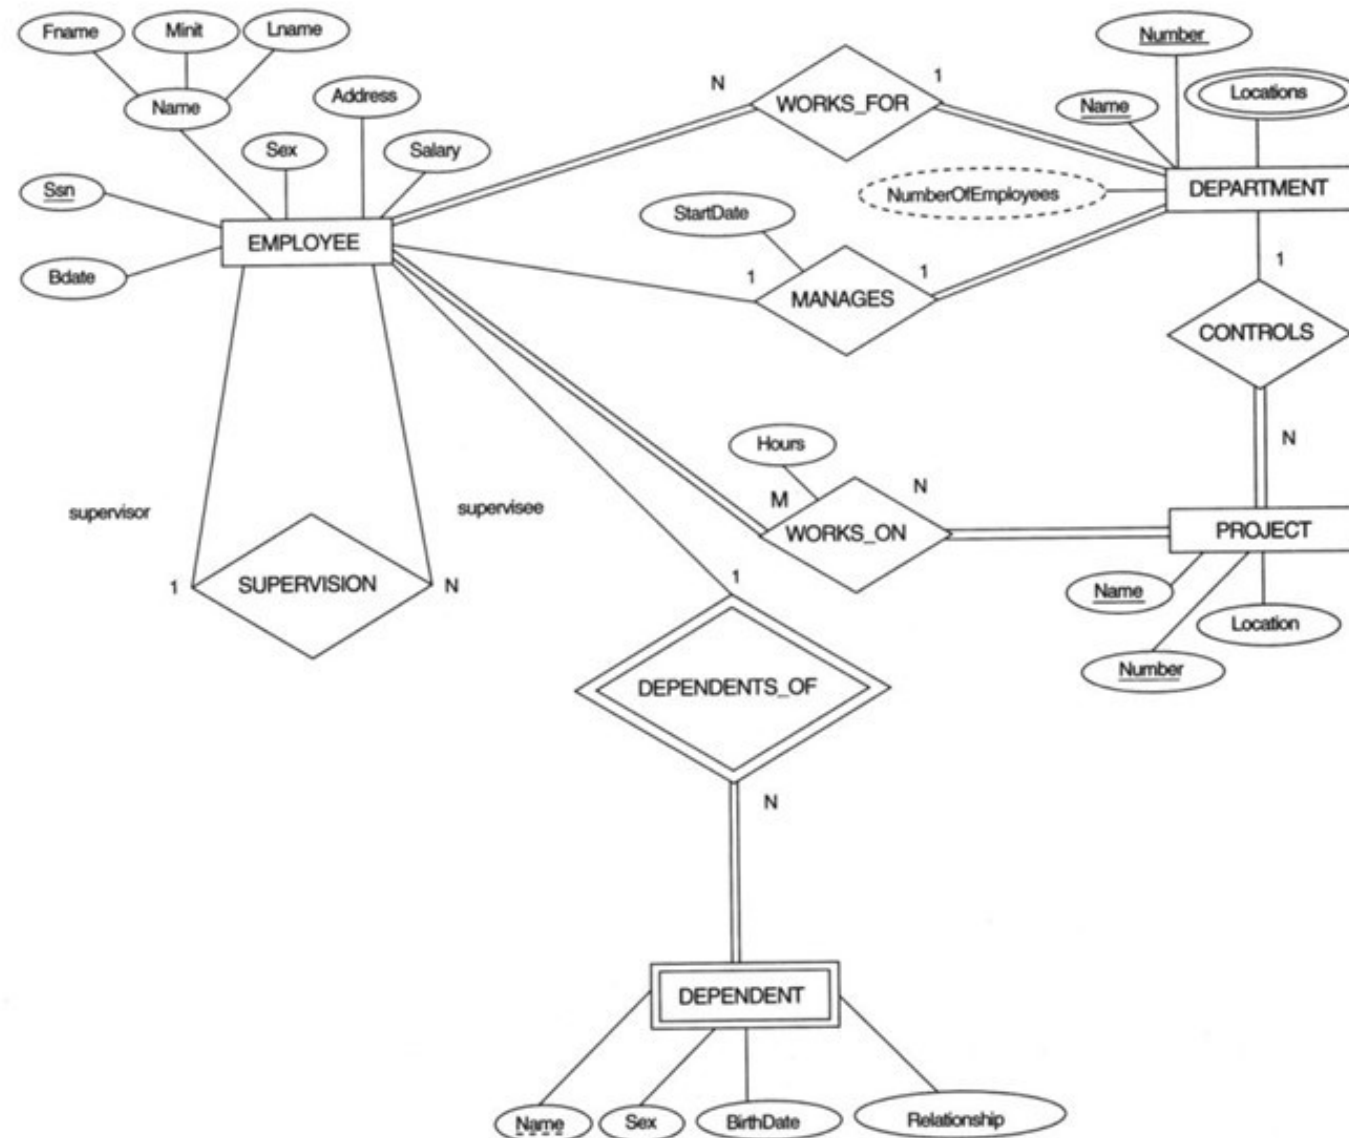 Fname
Minit
Lname
Number
Name
Address
Locations
N
1
WORKS_FOR
Name
Sex
Salary
Ssn
NumberOfEmployees
DEPARTMENT
StartDate
EMPLOYEE
Bdate
1
1
1
MANAGES
CONTROLS
Hours
N
M
N
supervisor
supervisee
WORKS_ON
PROJECT
1
SUPERVISION
N
1
Name
Location
Number
DEPENDENTS_OF
N
DEPENDENT
Name
Sex
BirthDate
Relationship